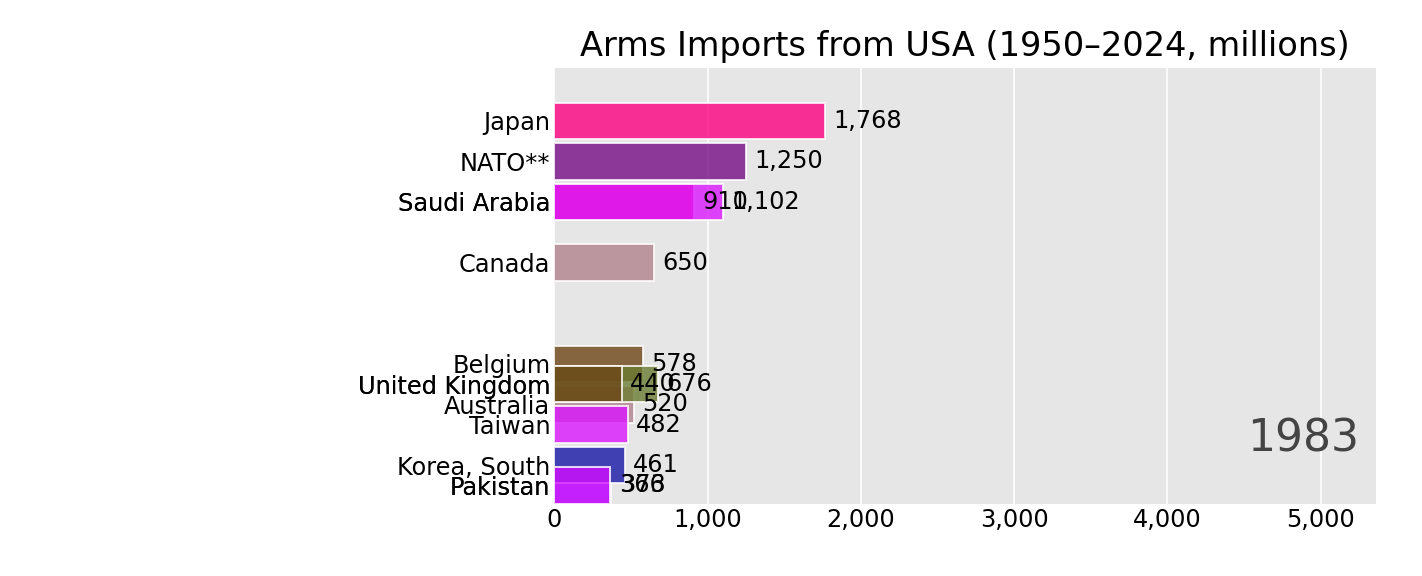 Arms Imports from USA (1950–2024, millions)
Japan 1,768
NATO** 1,250
Saudi Arabia 910 1,102
Canada 650
Belgium 578
United Kingdom 440 676
Australia 520
Taiwan 482
Korea, South 461
Pakistan
1983
0 1,000 2,000 3,000 4,000 5,000